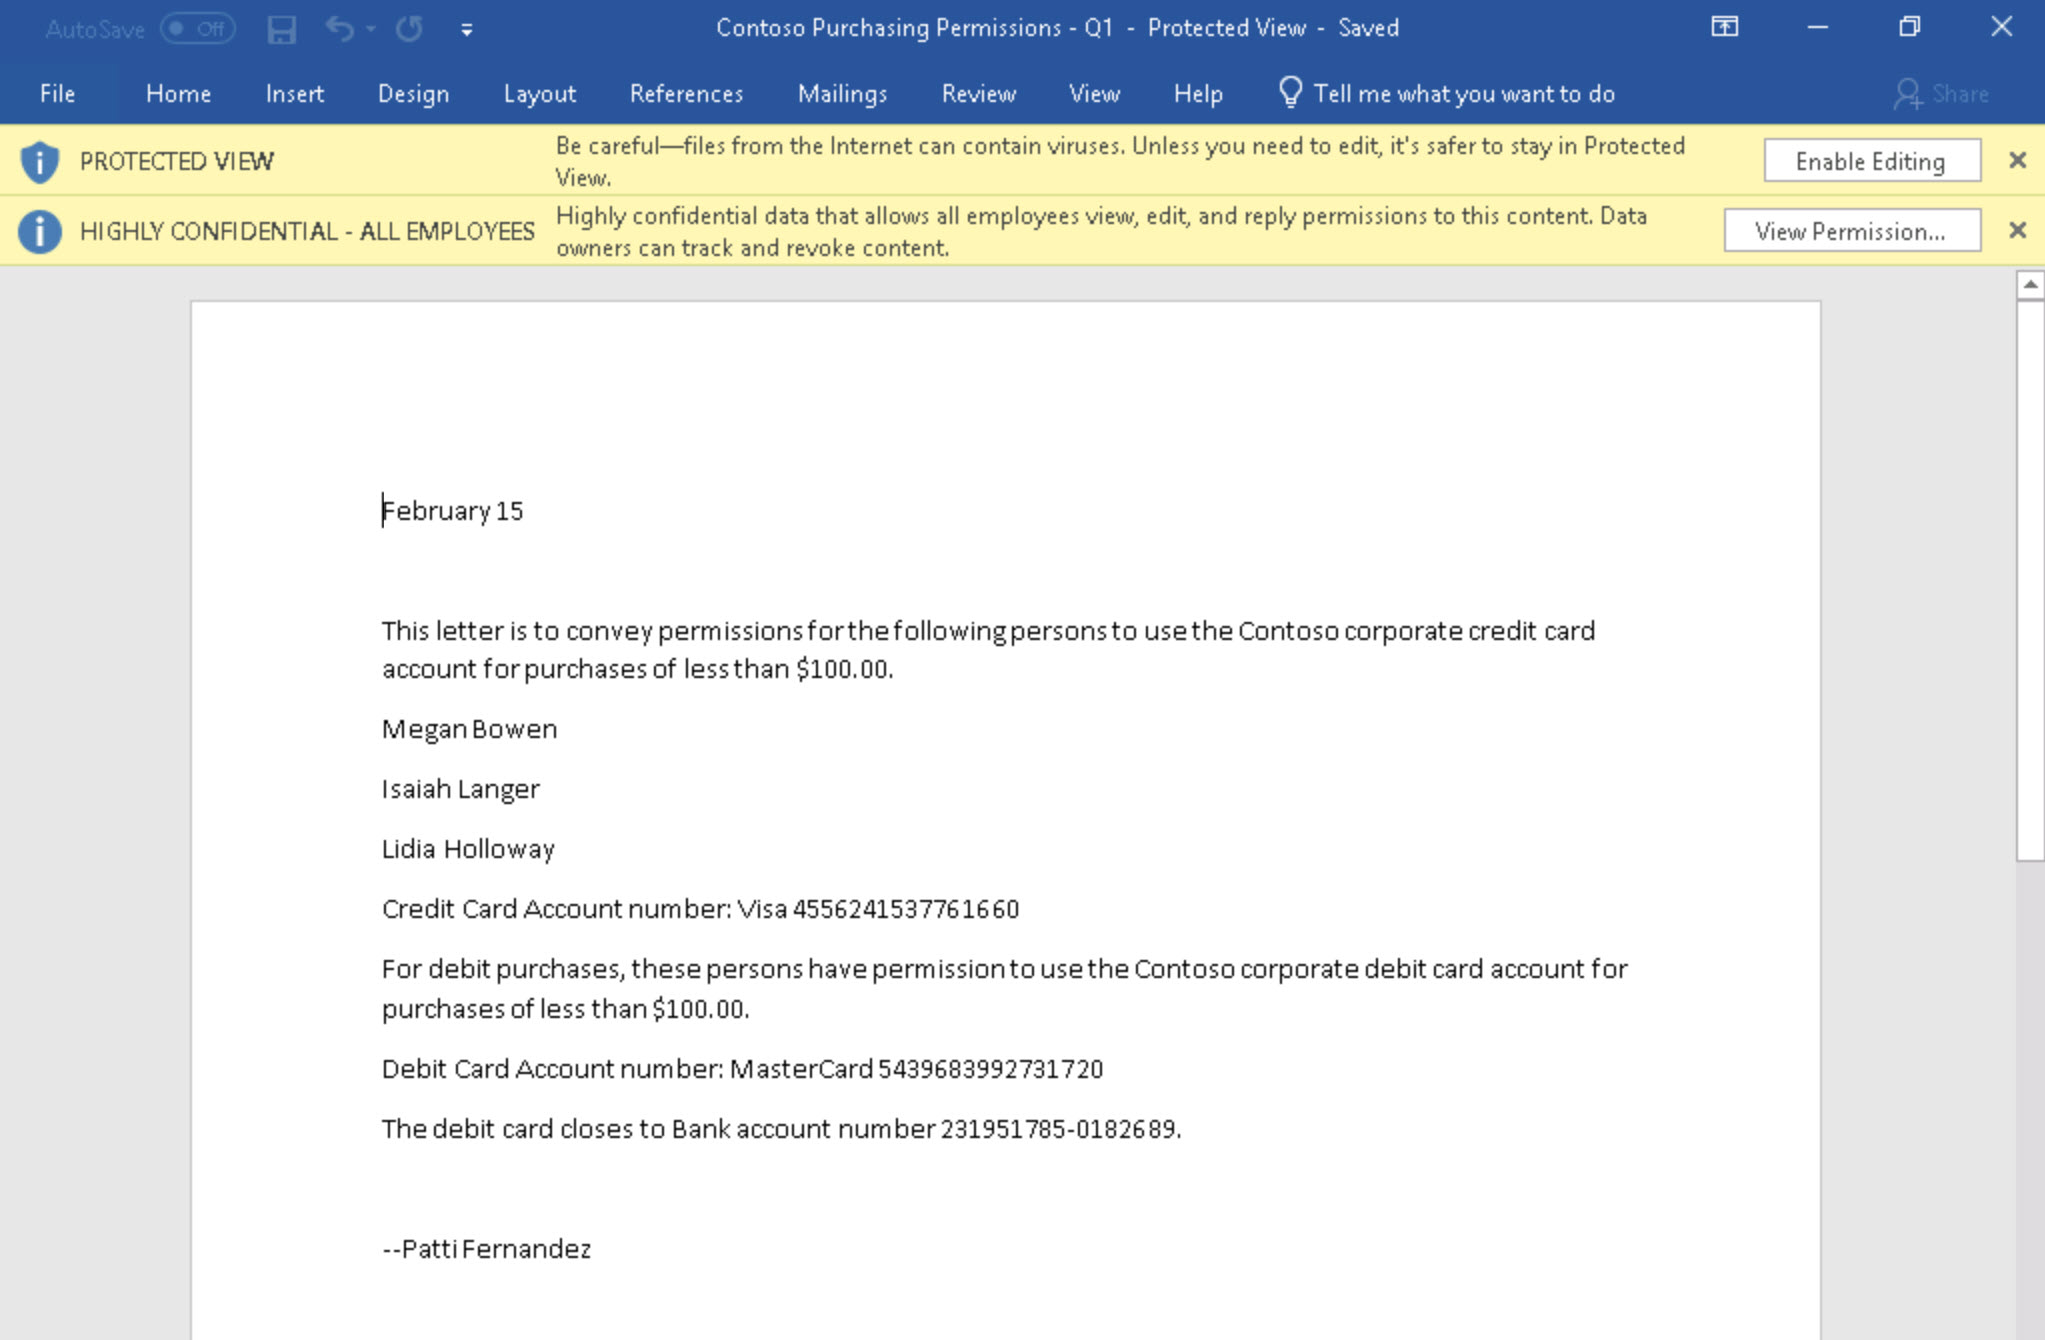 AutoSave Off Contoso Purchasing Permissions - Q1 - Protected View - Saved
File Home Insert Design Layout References Mailings Review View Help Tell me what you want to do Share
PROTECTED VIEW Be careful—files from the Internet can contain viruses. Unless you need to edit, it's safer to stay in Protected
View. Enable Editing
HIGHLY CONFIDENTIAL - ALL EMPLOYEES Highly confidential data that allows all employees view, edit, and reply permissions to this content. Data
owners can track and revoke content. View Permission...
February 15
This letter is to convey permissions for the following persons to use the Contoso corporate credit card
account for purchases of less than $100.00.
Megan Bowen
Isaiah Langer
Lidia Holloway
Credit Card Account number: Visa 4556241537761660
For debit purchases, these persons have permission to use the Contoso corporate debit card account for
purchases of less than $100.00.
Debit Card Account number: MasterCard 5439683992731720
The debit card closes to Bank account number 231951785-0182689.
--Patti Fernandez